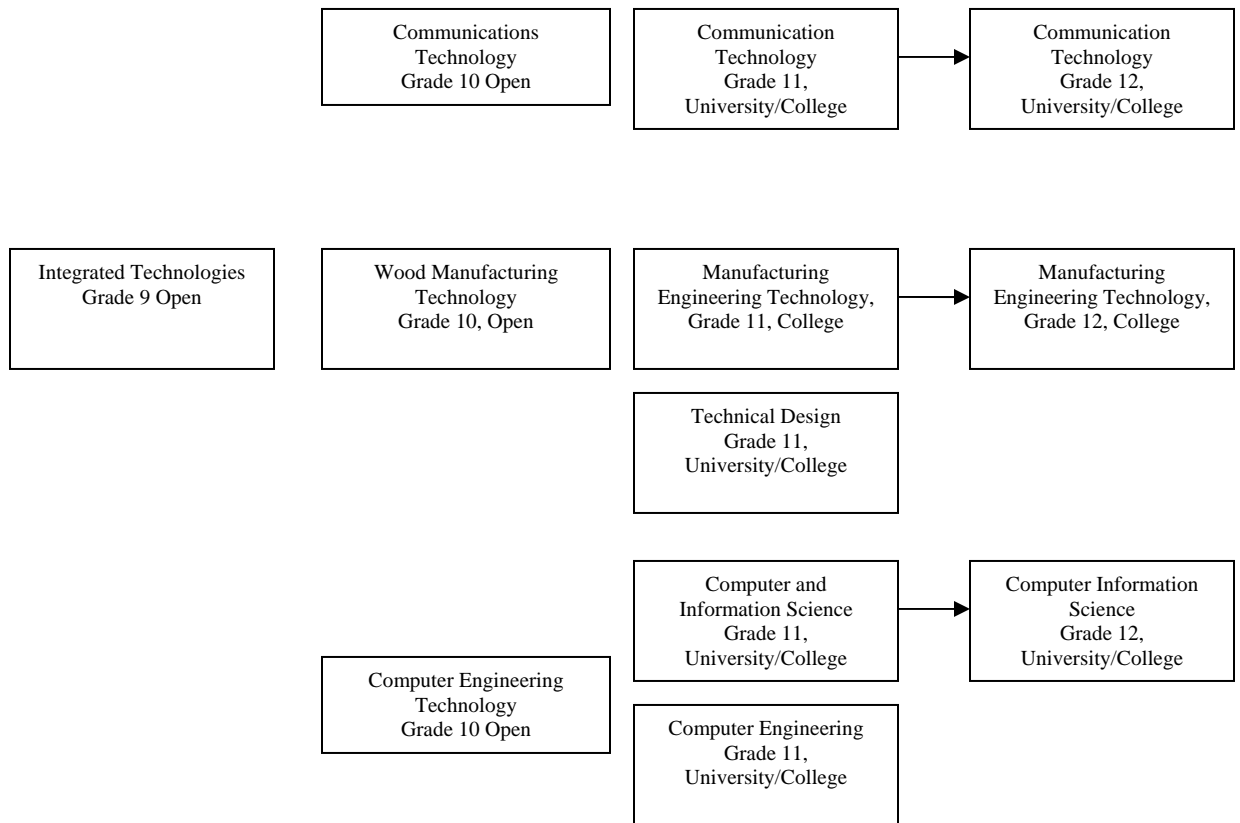 Communications
Technology
Grade 10 Open
Communication
Technology
Grade 11,
University/College
Communication
Technology
Grade 12,
University/College
Integrated Technologies
Grade 9 Open
Wood Manufacturing
Technology
Grade 10, Open
Manufacturing
Engineering Technology,
Grade 11, College
Manufacturing
Engineering Technology,
Grade 12, College
Technical Design
Grade 11,
University/College
Computer and
Information Science
Grade 11,
University/College
Computer Information
Science
Grade 12,
University/College
Computer Engineering
Technology
Grade 10 Open
Computer Engineering
Grade 11,
University/College